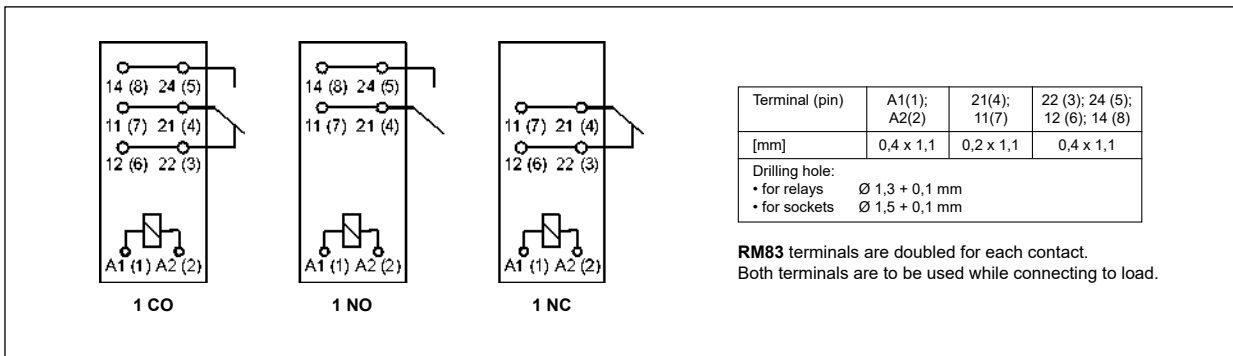 14 (8) 24 (5)
11 (7) 21 (4)
12 (6) 22 (3)
A1 (1) A2 (2)
1 CO
14 (8) 24 (5)
11 (7) 21 (4)
A1 (1) A2 (2)
1 NO
11 (7) 21 (4)
12 (6) 22 (3)
A1 (1) A2 (2)
1 NC
Terminal (pin) A1(1); 21(4); 22 (3); 24 (5);
A2(2) 11(7) 12 (6); 14 (8)
[mm] 0,4 x 1,1 0,2 x 1,1 0,4 x 1,1
Drilling hole:
• for relays Ø 1,3 + 0,1 mm
• for sockets Ø 1,5 + 0,1 mm
RM83 terminals are doubled for each contact.
Both terminals are to be used while connecting to load.